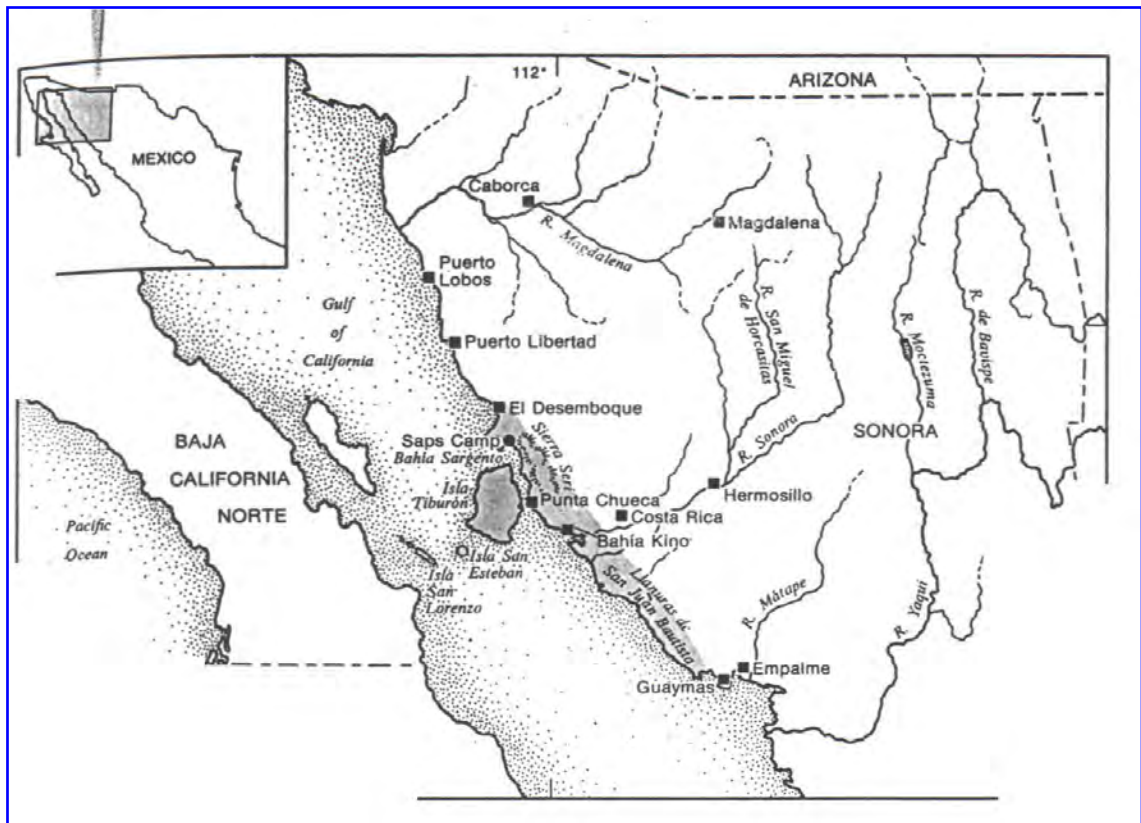 112°
ARIZONA
MEXICO
Caborca
R. Magdalena
Magdalena
Puerto
Lobos
Gulf
of
California
R. San Miguel
de Horcasitas
R. Moctezuma
R. de Bavispe
Puerto Libertad
El Desemboque
Saps Camp
Bahía Sargento
Sierra Seri
R. Sonora
SONORA
BAJA
CALIFORNIA
NORTE
Isla
Tiburón
Punta Chueca
Hermosillo
Costa Rica
Bahía Kino
Pacific
Ocean
Isla San
Esteban
Isla
San
Lorenzo
Llanuras de
San Juan Bautista
R. Mátape
R. Yaqui
Empalme
Guaymas